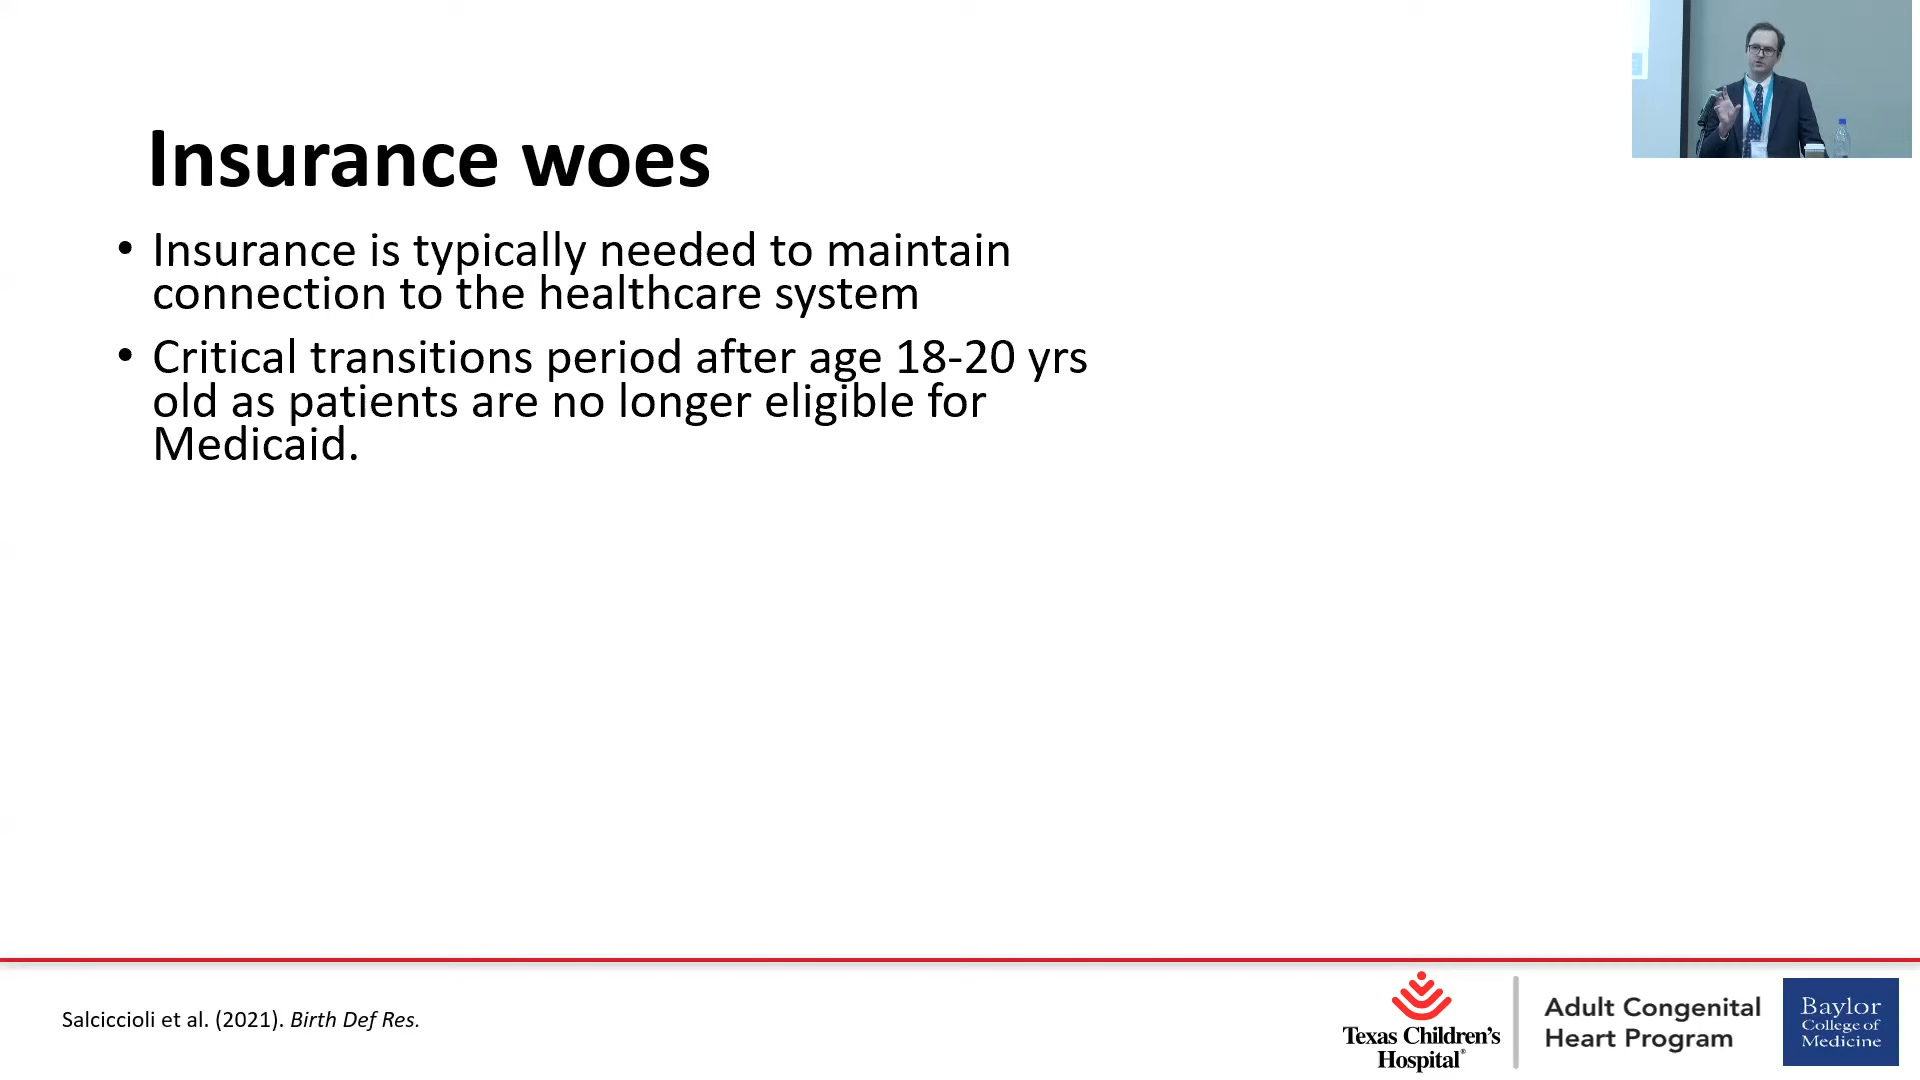 Insurance woes
• Insurance is typically needed to maintain
connection to the healthcare system
• Critical transitions period after age 18-20 yrs
old as patients are no longer eligible for
Medicaid.
Salciccioli et al. (2021). Birth Def Res.
Texas Children's
Hospital®
Adult Congenital
Heart Program
Baylor
College of
Medicine